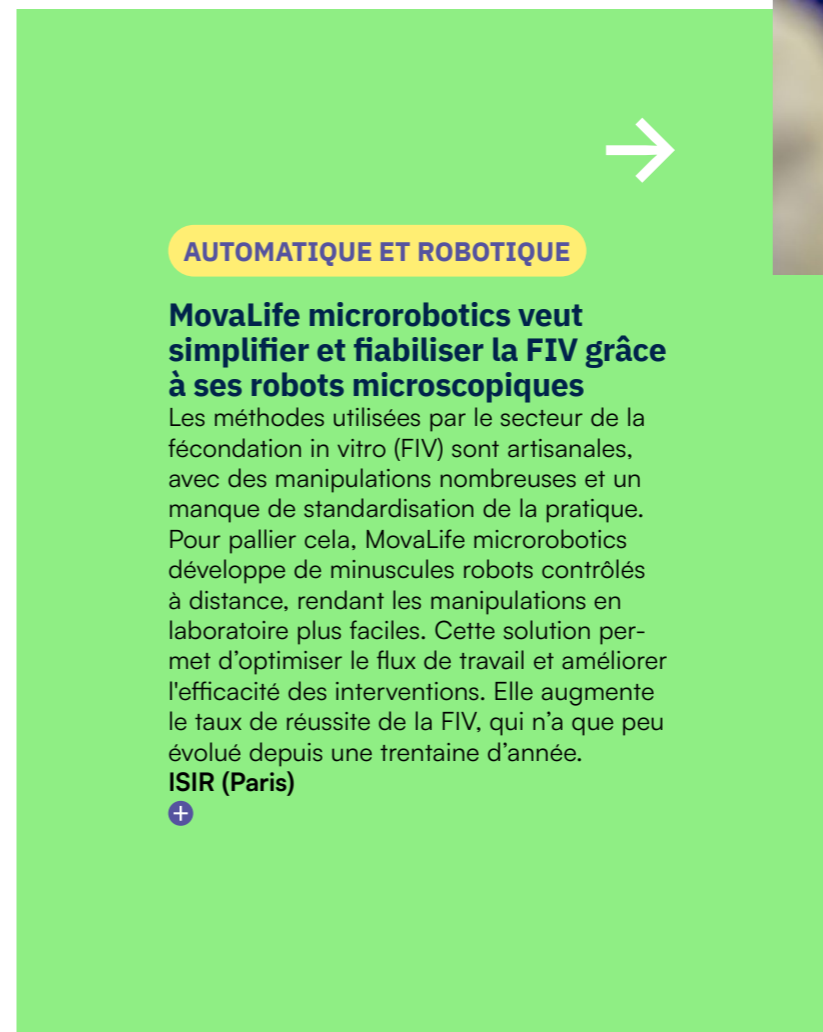 AUTOMATIQUE ET ROBOTIQUE
MovaLife microrobotics veut
simplifier et fiabiliser la FIV grâce
à ses robots microscopiques
Les méthodes utilisées par le secteur de la
fécondation in vitro (FIV) sont artisanales,
avec des manipulations nombreuses et un
manque de standardisation de la pratique.
Pour pallier cela, MovaLife microrobotics
développe de minuscules robots contrôlés
à distance, rendant les manipulations en
laboratoire plus faciles. Cette solution per-
met d’optimiser le flux de travail et améliorer
l'efficacité des interventions. Elle augmente
le taux de réussite de la FIV, qui n’a que peu
évolué depuis une trentaine d’année.
ISIR (Paris)